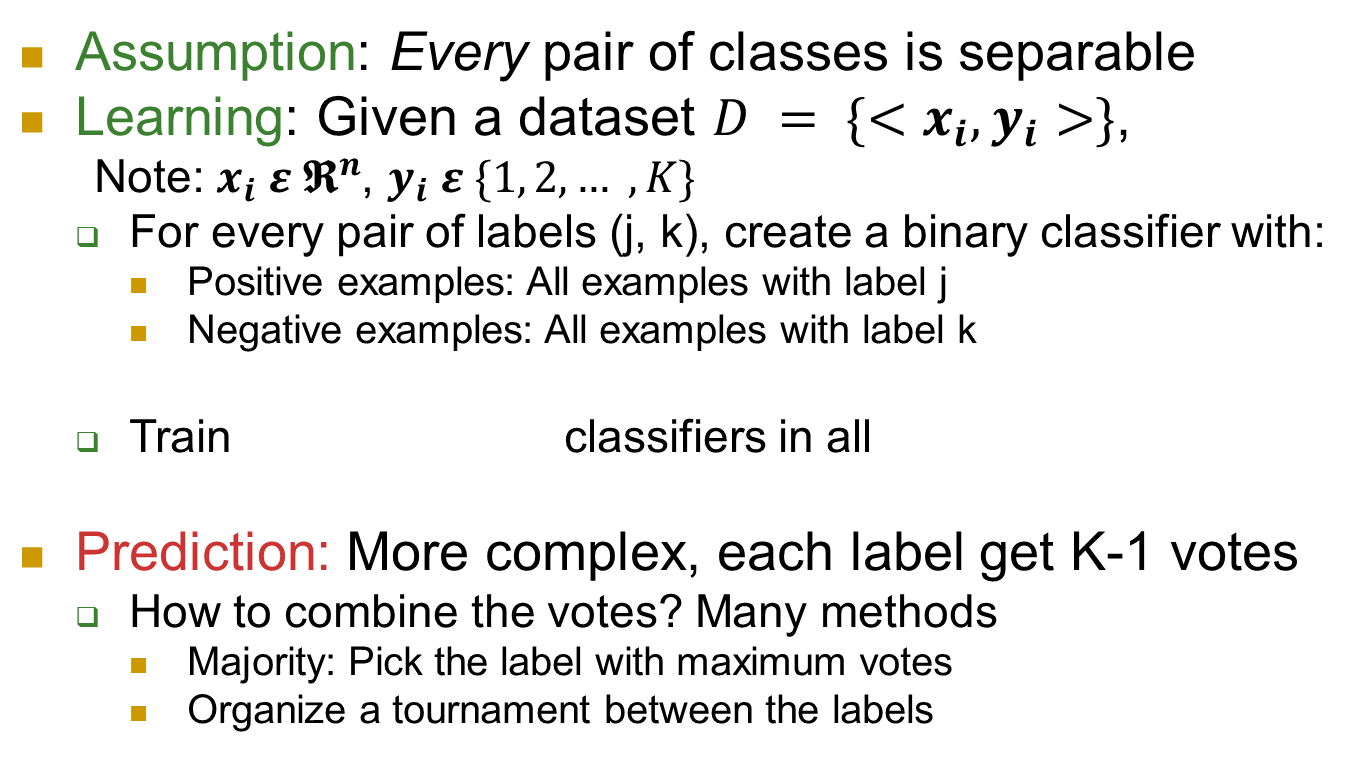 Assumption: Every pair of classes is separable
Learning: Given a dataset 𝐷 = {< 𝒙𝒊, 𝒚𝒊 >},
Note: 𝒙𝒊 𝜺 𝕽ⁿ, 𝒚𝒊 𝜺 {1, 2, … , 𝐾}
For every pair of labels (j, k), create a binary classifier with:
Positive examples: All examples with label j
Negative examples: All examples with label k
Train classifiers in all
Prediction: More complex, each label get K-1 votes
How to combine the votes? Many methods
Majority: Pick the label with maximum votes
Organize a tournament between the labels